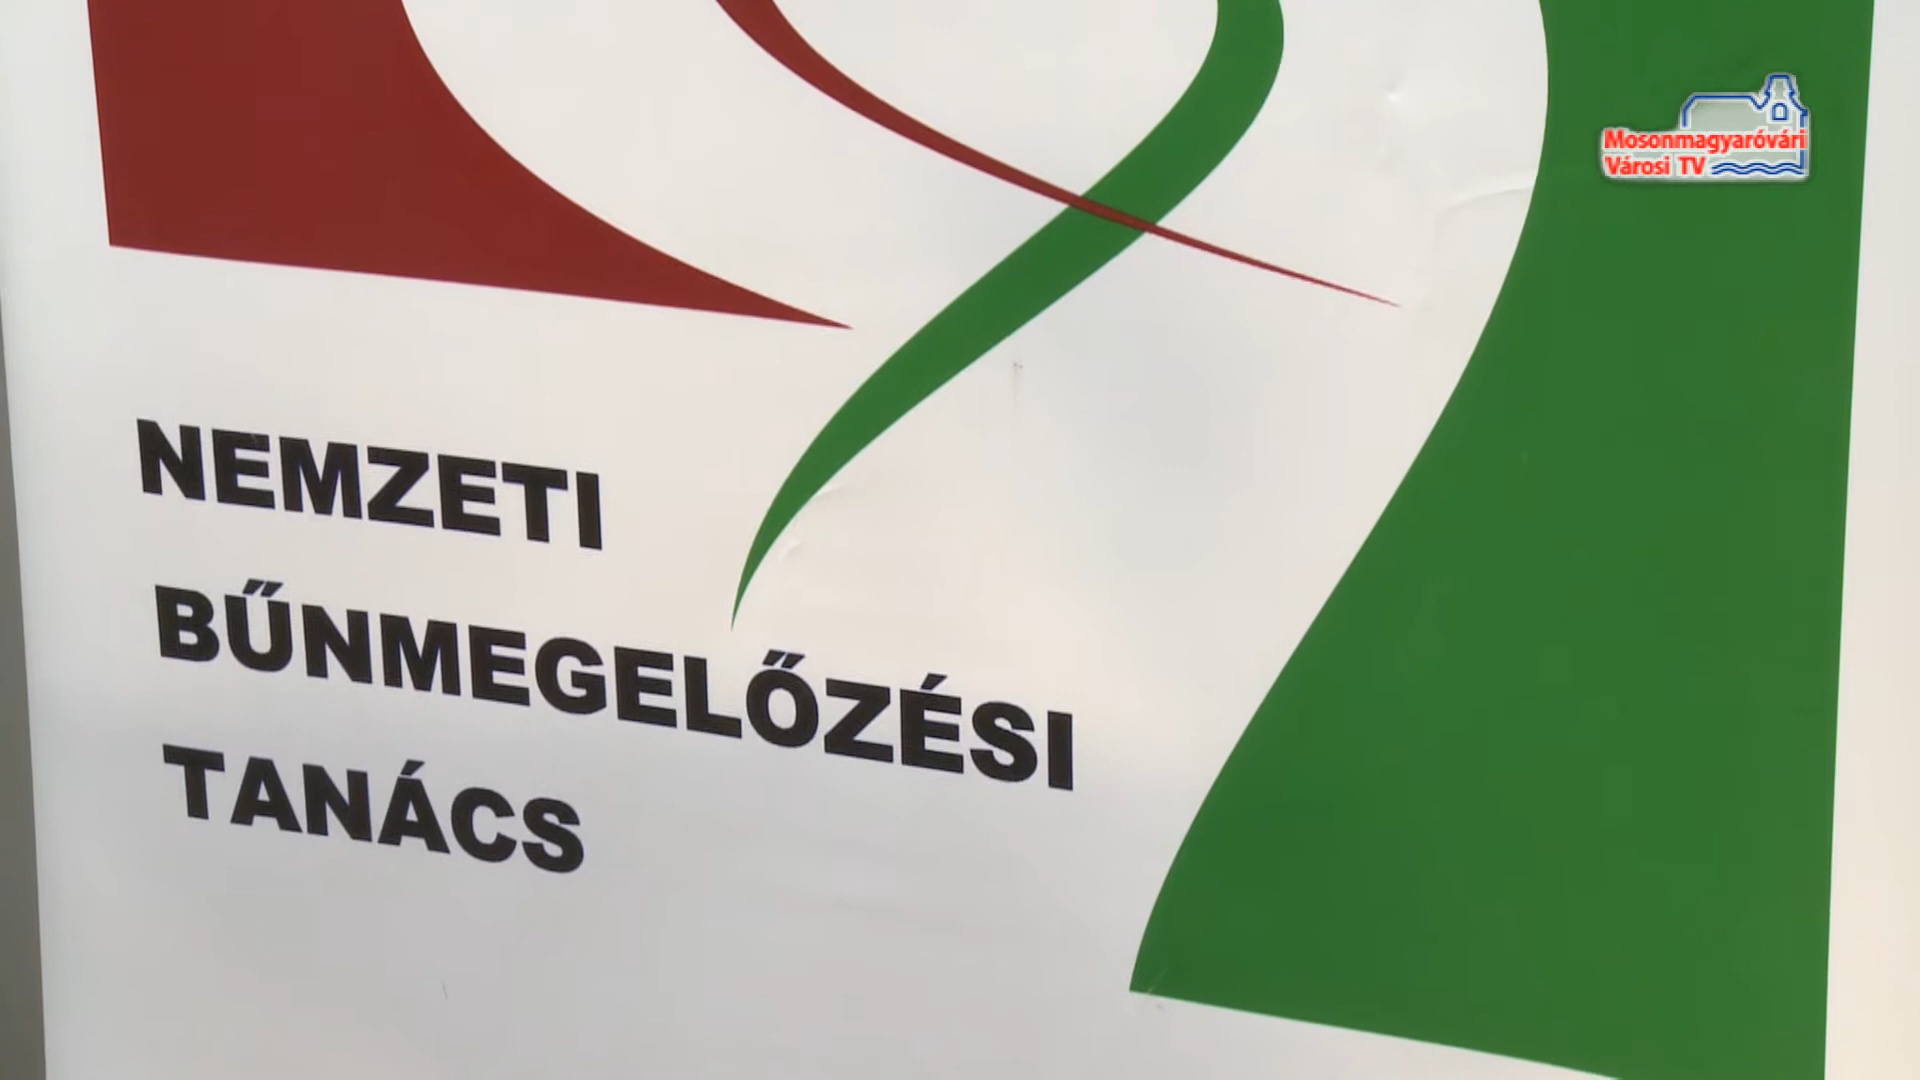 Mosonmagyaróvári
Városi TV
NEMZETI
BŰNMEGELŐZÉSI
TANÁCS